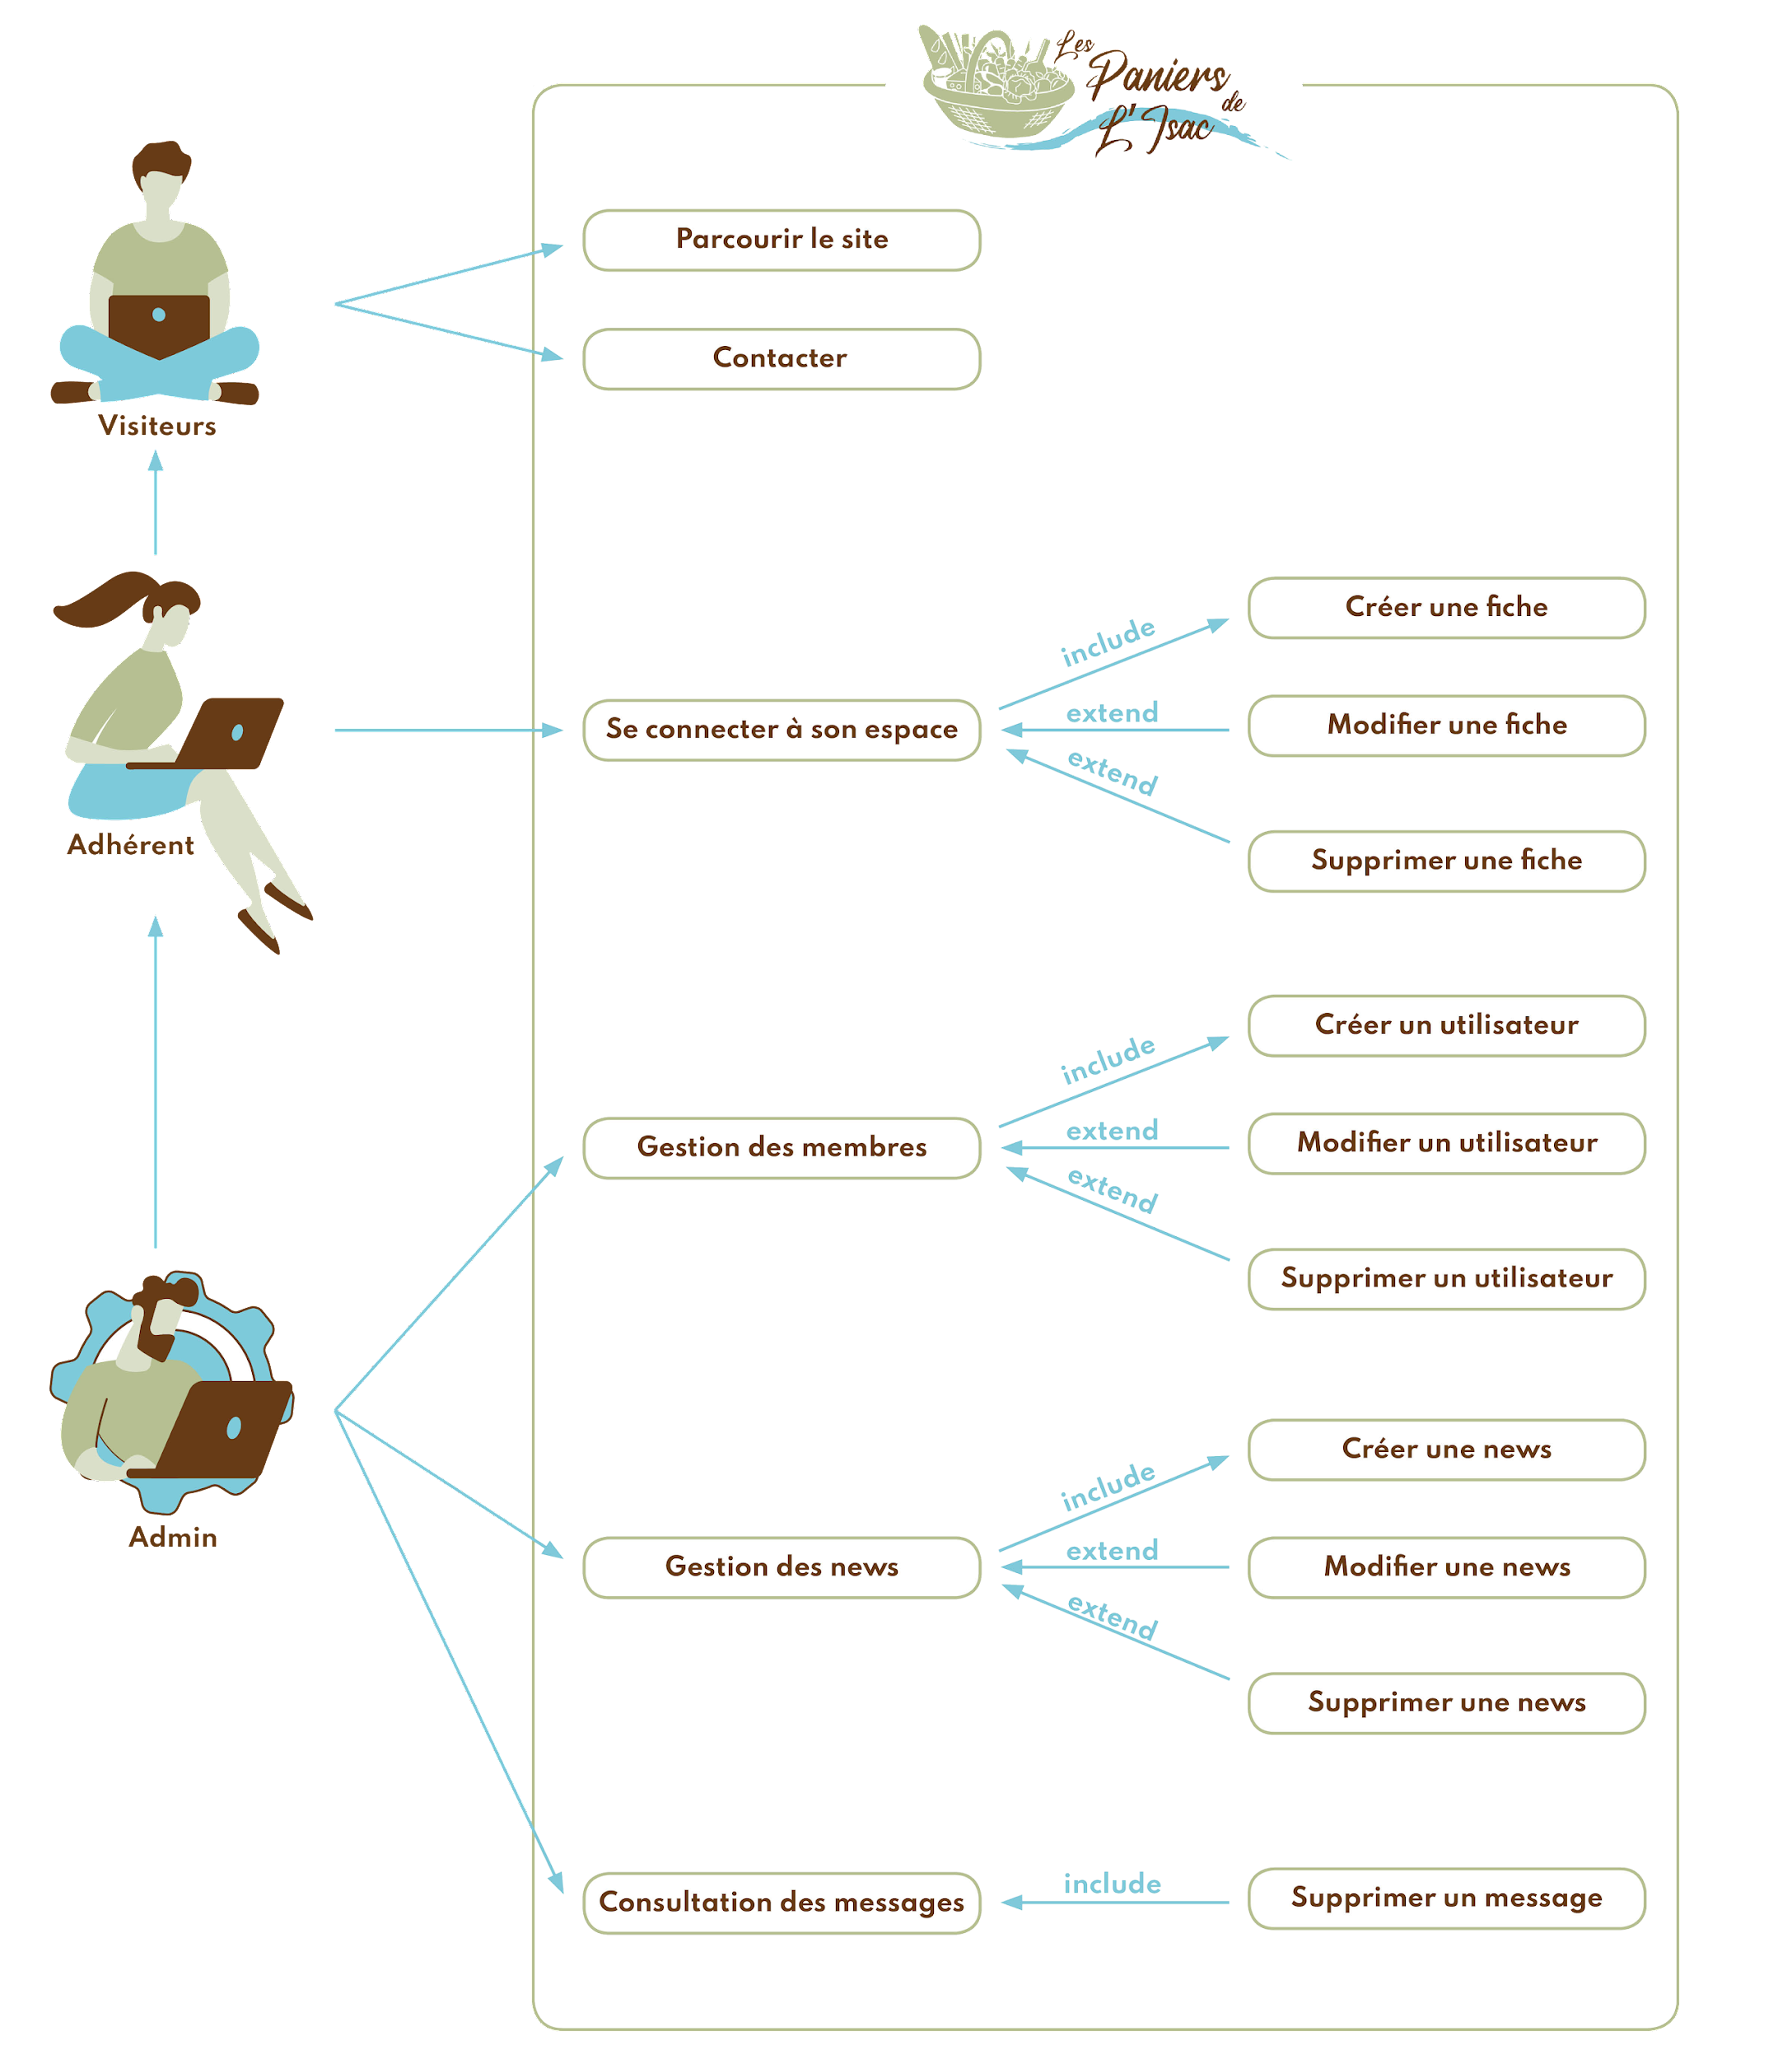 Les
Paniers
de
L'Isac
Parcourir le site
Contacter
Visiteurs
Créer une fiche
include
extend
Modifier une fiche
Se connecter à son espace
extend
Adhérent
Supprimer une fiche
Créer un utilisateur
include
extend
Modifier un utilisateur
Gestion des membres
extend
Supprimer un utilisateur
Créer une news
include
Admin
extend
Modifier une news
Gestion des news
extend
Supprimer une news
include
Supprimer un message
Consultation des messages